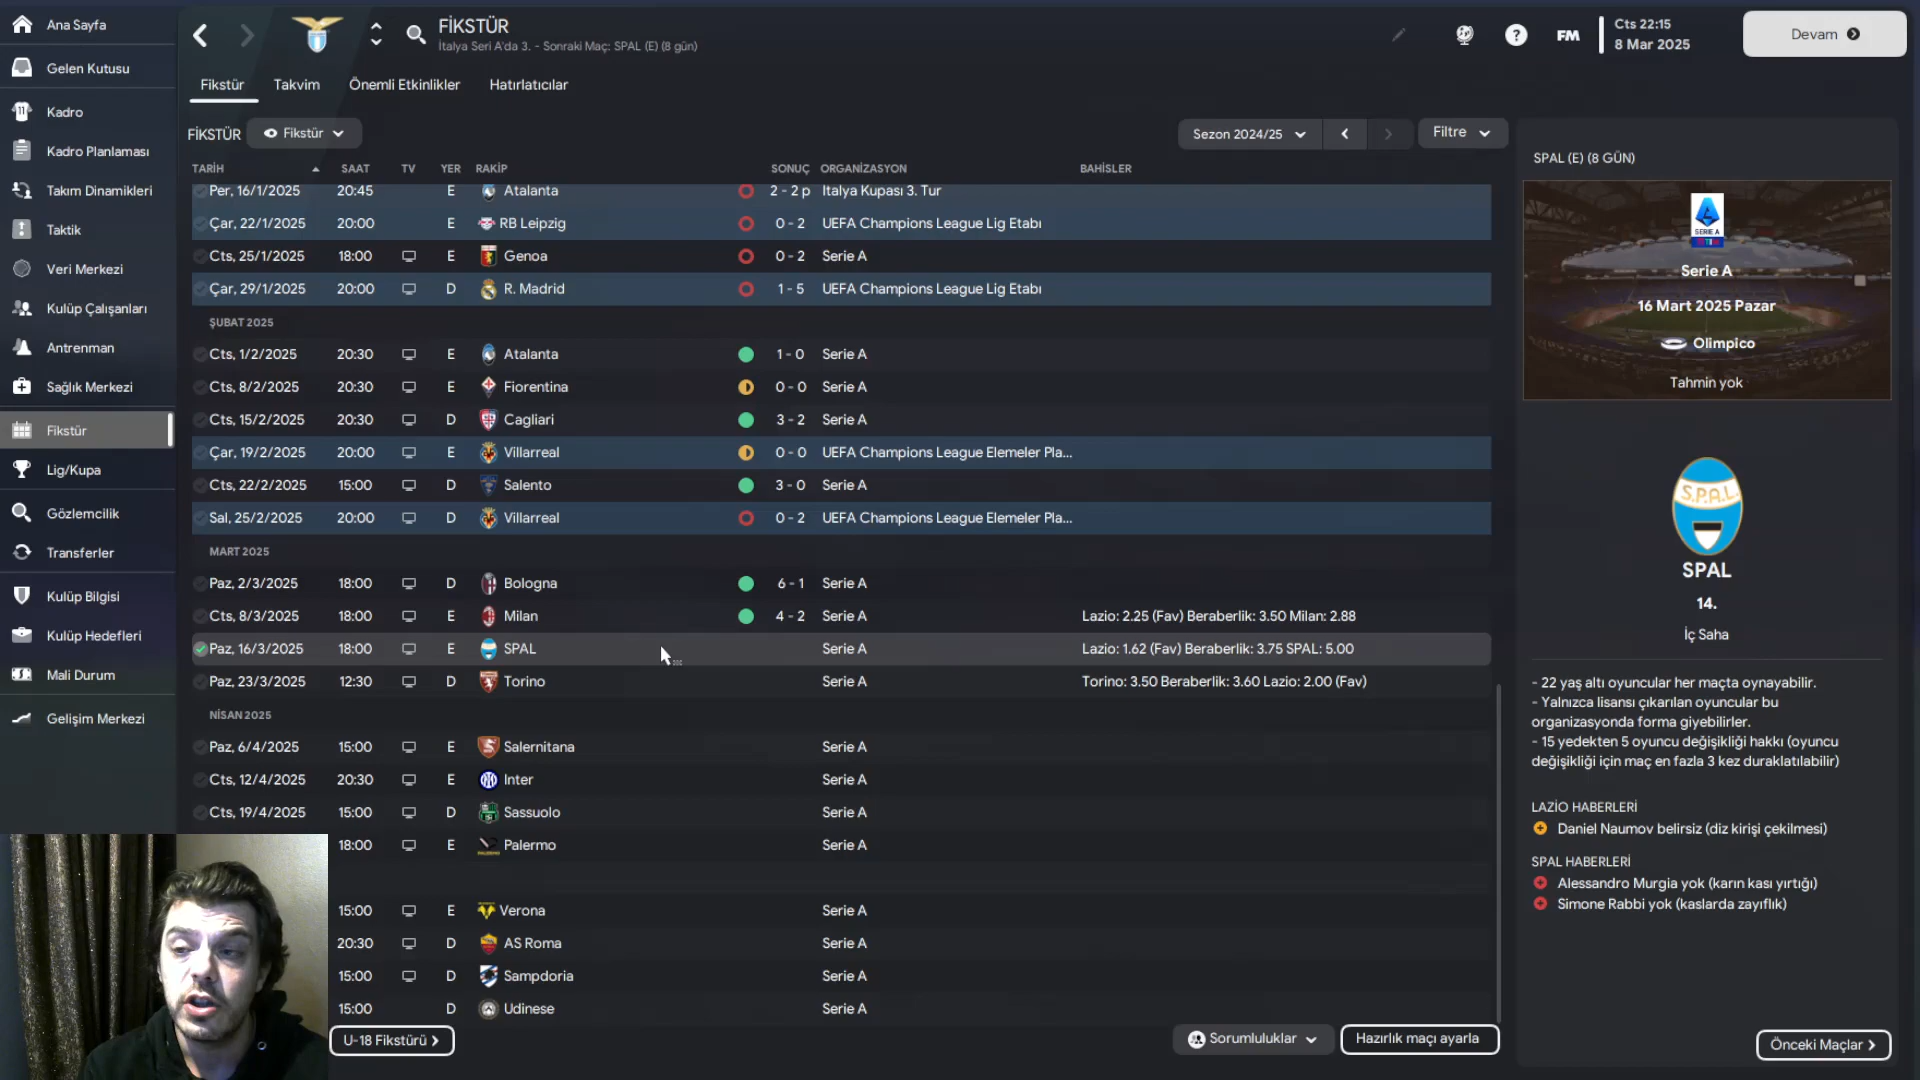 Ana Sayfa
Gelen Kutusu
Kadro
Kadro Planlaması
Takım Dinamikleri
Taktik
Veri Merkezi
Kulüp Çalışanları
Antrenman
Sağlık Merkezi
Fikstür
Lig/Kupa
Gözlemcilik
Transferler
Kulüp Bilgisi
Kulüp Hedefleri
Mali Durum
Gelişim Merkezi
FİKSTÜR
İtalya Seri A'da 3. - Sonraki Maç: SPAL (E) (8 gün)
FM
Cts 22:15
8 Mar 2025
Devam
Fikstür Takvim Önemli Etkinlikler Hatırlatıcılar
FİKSTÜR Fikstür Sezon 2024/25 Filtre
TARİH SAAT TV YER RAKİP SONUÇ ORGANİZASYON BAHİSLER
Per, 16/1/2025 20:45 E Atalanta 2 - 2 p İtalya Kupası 3. Tur
Çar, 22/1/2025 20:00 E RB Leipzig 0 - 2 UEFA Champions League Lig Etabı
Cts, 25/1/2025 18:00 E Genoa 0 - 2 Serie A
Çar, 29/1/2025 20:00 D R. Madrid 1 - 5 UEFA Champions League Lig Etabı
ŞUBAT 2025
Cts, 1/2/2025 20:30 E Atalanta 1 - 0 Serie A
Cts, 8/2/2025 20:30 E Fiorentina 0 - 0 Serie A
Cts, 15/2/2025 20:30 D Cagliari 3 - 2 Serie A
Çar, 19/2/2025 20:00 E Villarreal 0 - 0 UEFA Champions League Elemeler Pla...
Cts, 22/2/2025 15:00 D Salento 3 - 0 Serie A
Sal, 25/2/2025 20:00 D Villarreal 0 - 2 UEFA Champions League Elemeler Pla...
MART 2025
Paz, 2/3/2025 18:00 D Bologna 6 - 1 Serie A
Cts, 8/3/2025 18:00 E Milan 4 - 2 Serie A Lazio: 2.25 (Fav) Beraberlik: 3.50 Milan: 2.88
Paz, 16/3/2025 18:00 E SPAL Serie A Lazio: 1.62 (Fav) Beraberlik: 3.75 SPAL: 5.00
Paz, 23/3/2025 12:30 D Torino Serie A Torino: 3.50 Beraberlik: 3.60 Lazio: 2.00 (Fav)
NİSAN 2025
Paz, 6/4/2025 15:00 E Salernitana Serie A
Cts, 12/4/2025 20:30 E Inter Serie A
Cts, 19/4/2025 15:00 D Sassuolo Serie A
18:00 E Palermo Serie A
15:00 E Verona Serie A
20:30 D AS Roma Serie A
15:00 D Sampdoria Serie A
15:00 D Udinese Serie A
U-18 Fikstürü Sorumluluklar Hazırlık maçı ayarla
SPAL (E) (8 GÜN)
SERIE A
Serie A
16 Mart 2025 Pazar
Olimpico
Tahmin yok
S.P.A.L.
SPAL
14.
İç Saha
- 22 yaş altı oyuncular her maçta oynayabilir.
- Yalnızca lisansı çıkarılan oyuncular bu
organizasyonda forma giyebilirler.
- 15 yedekten 5 oyuncu değişikliği hakkı (oyuncu
değişikliği için maç en fazla 3 kez duraklatılabilir)
LAZİO HABERLERİ
Daniel Naumov belirsiz (diz kirişi çekilmesi)
SPAL HABERLERİ
Alessandro Murgia yok (karın kası yırtığı)
Simone Rabbi yok (kaslarda zayıflık)
Önceki Maçlar